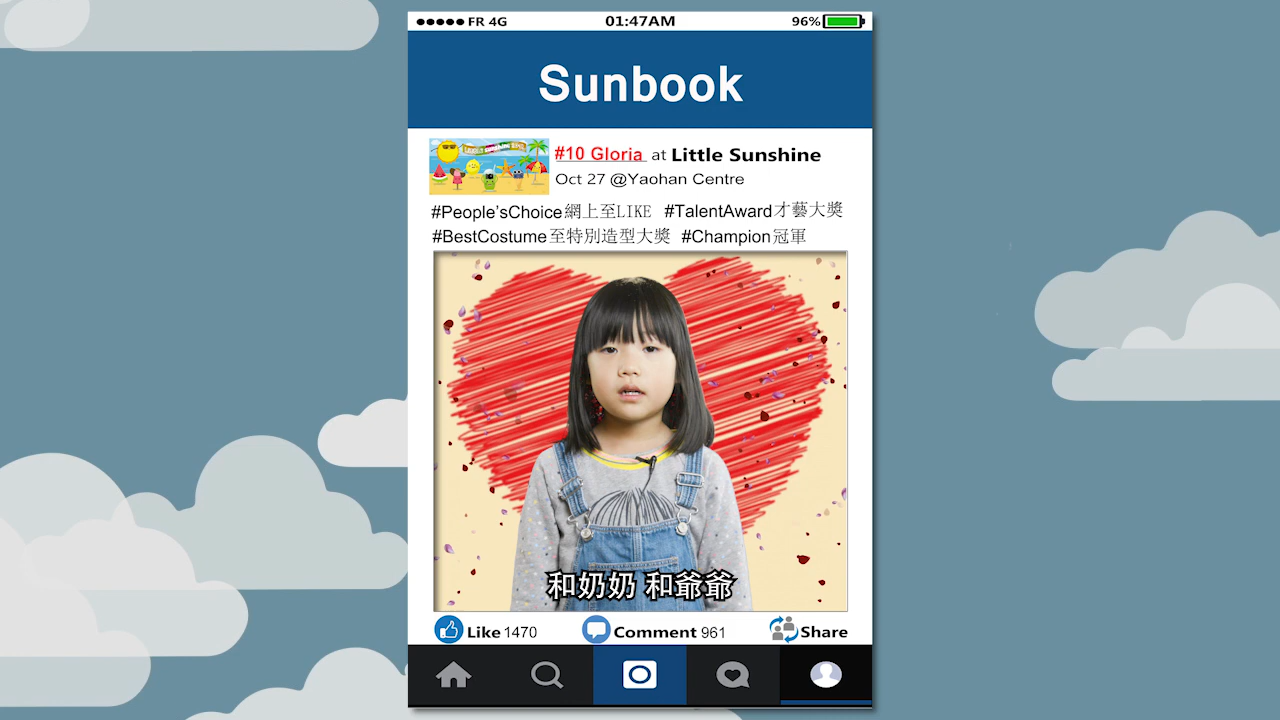 FR 4G 01:47AM 96%
Sunbook
#10 Gloria at Little Sunshine
Oct 27 @Yaohan Centre
#People'sChoice網上至LIKE #TalentAward才藝大獎
#BestCostume至特別造型大獎 #Champion冠軍
和奶奶 和爺爺
Like 1470 Comment 961 Share